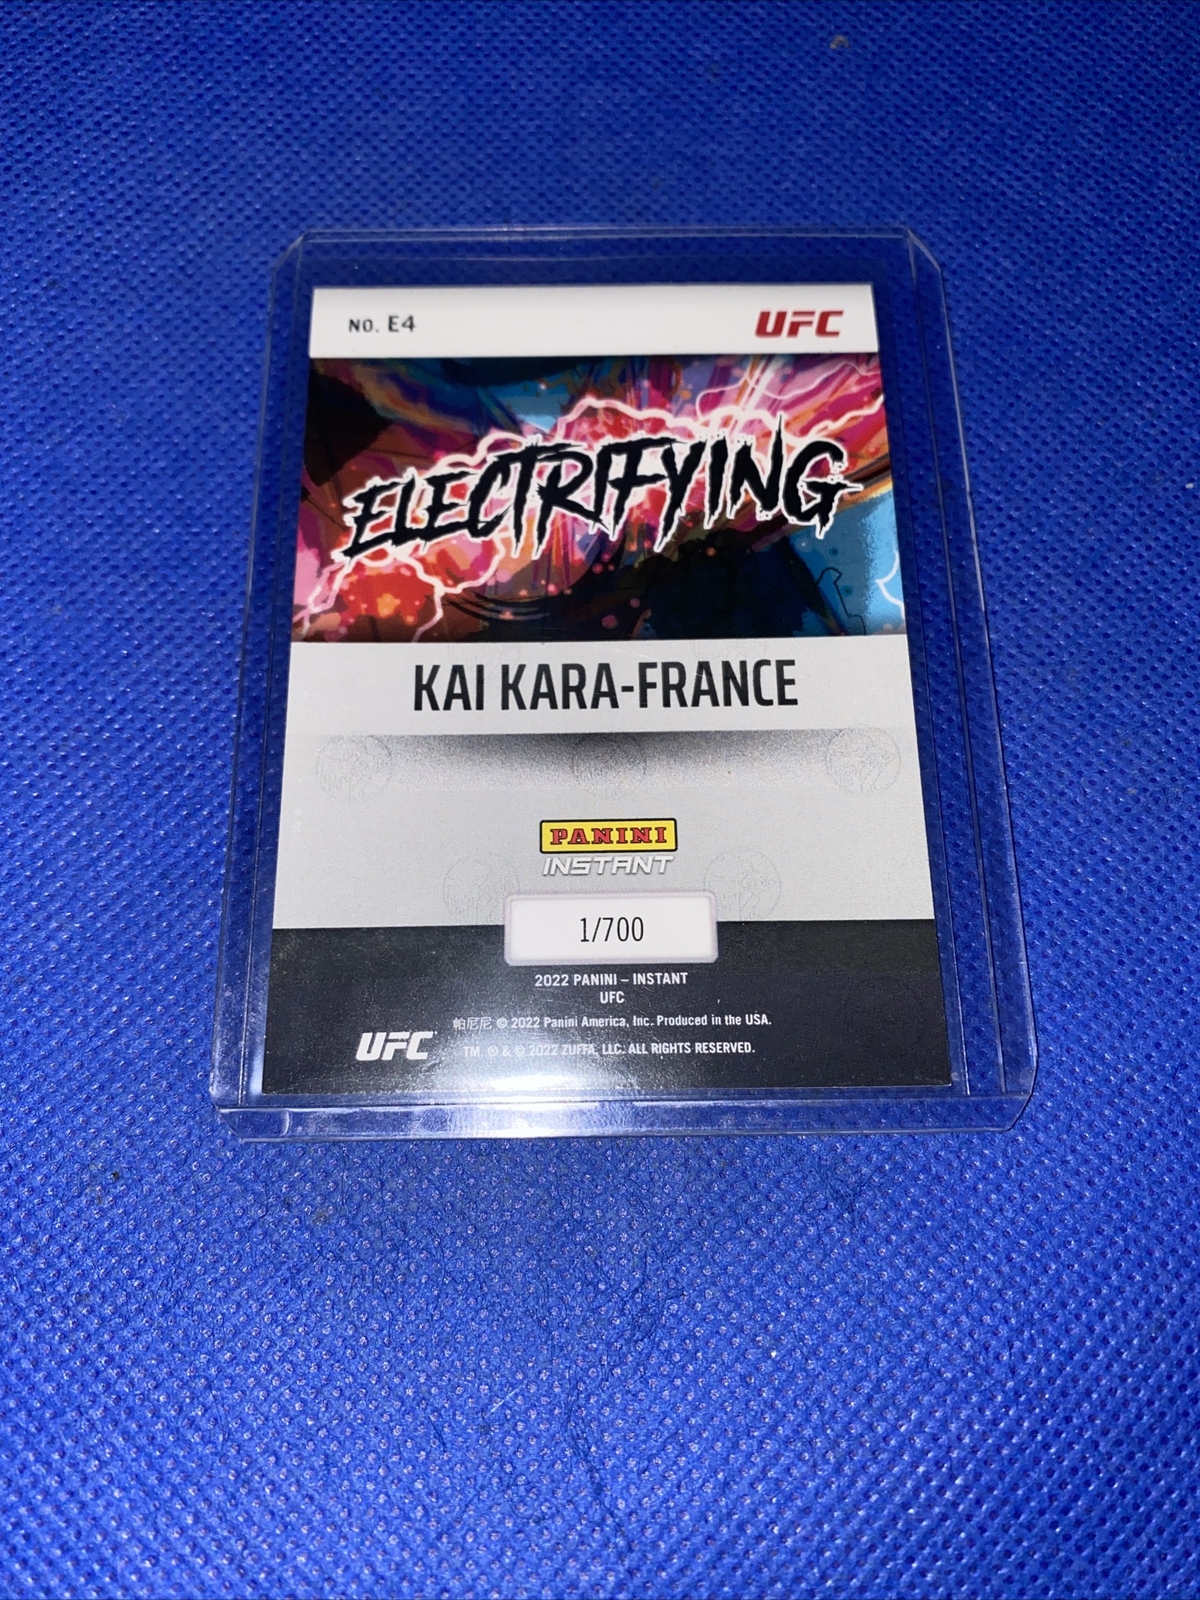 No. E4
UFC
ELECTRIFYING
KAI KARA-FRANCE
PANINI
INSTANT
1/700
2022 PANINI – INSTANT
UFC
帕尼尼 © 2022 Panini America, Inc. Produced in the USA.
UFC
TM, ® & © 2022 ZUFFA, LLC. ALL RIGHTS RESERVED.